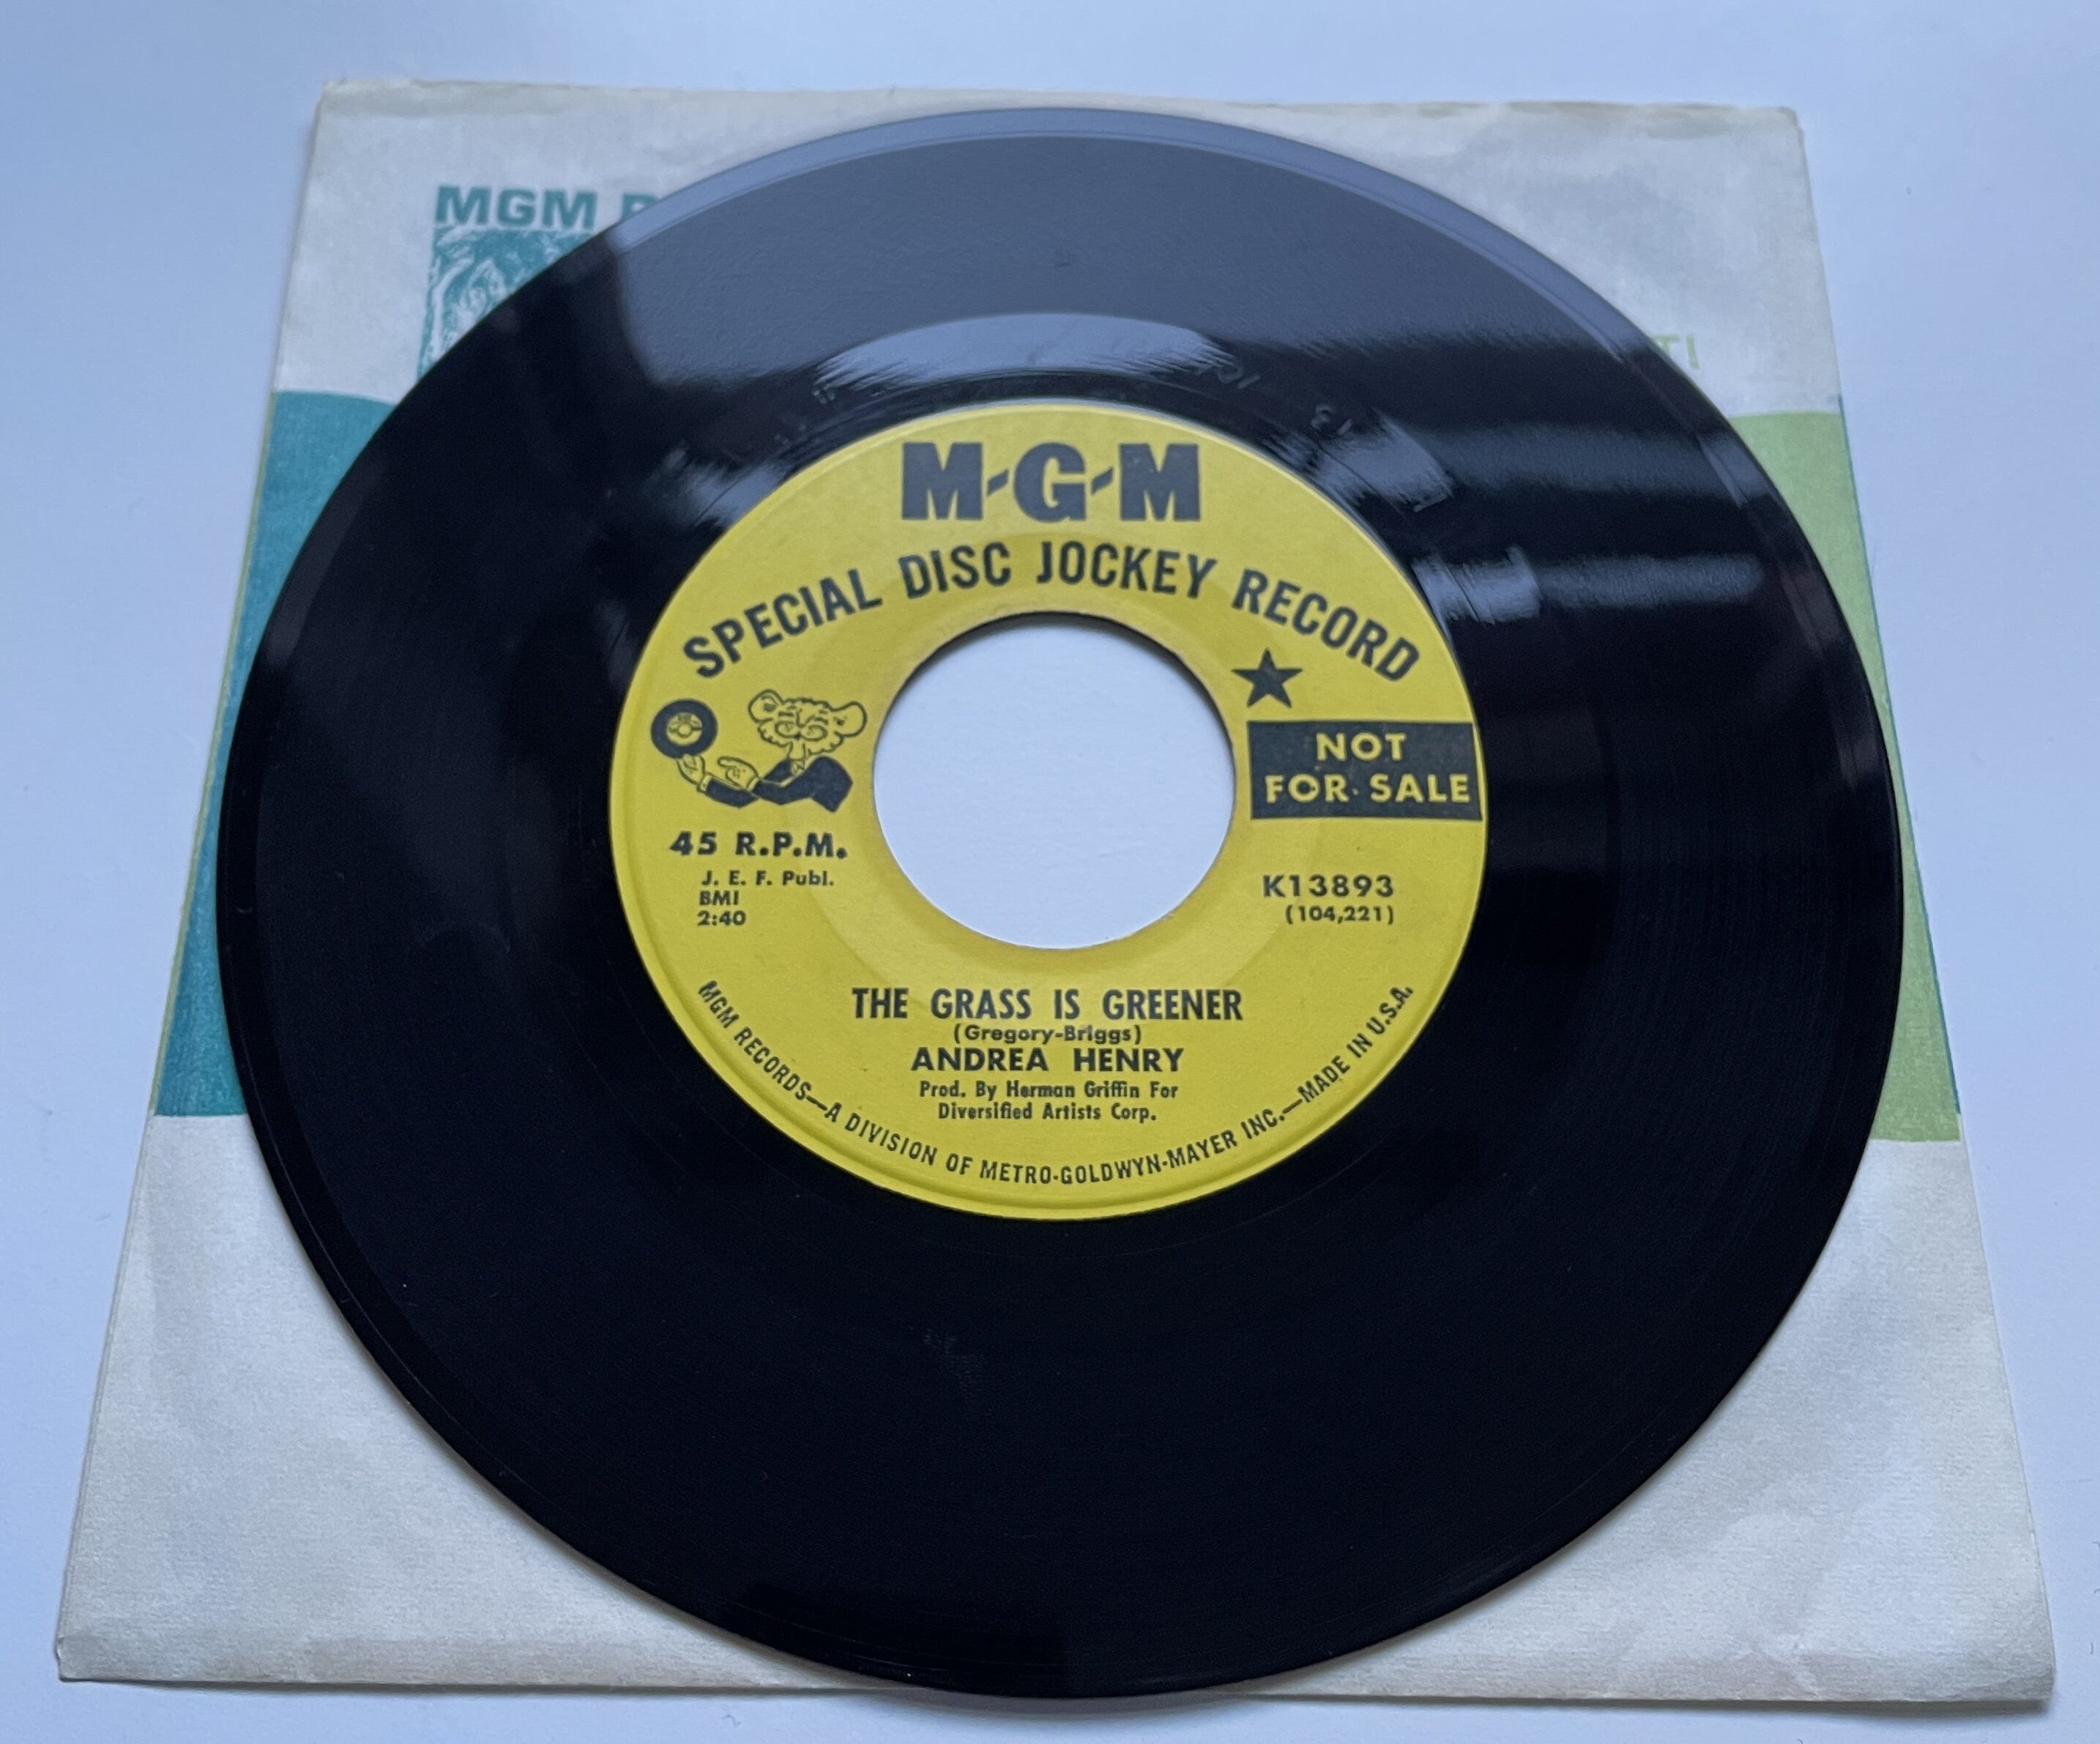 MGM
M-G-M
SPECIAL DISC JOCKEY RECORD
NOT
FOR SALE
45 R.P.M.
J. E. F. Publ.
BMI
2:40
K13893
(104,221)
THE GRASS IS GREENER
(Gregory-Briggs)
ANDREA HENRY
Prod. By Herman Griffin For
Diversified Artists Corp.
MGM RECORDS—A DIVISION OF METRO-GOLDWYN-MAYER INC.—MADE IN U.S.A.